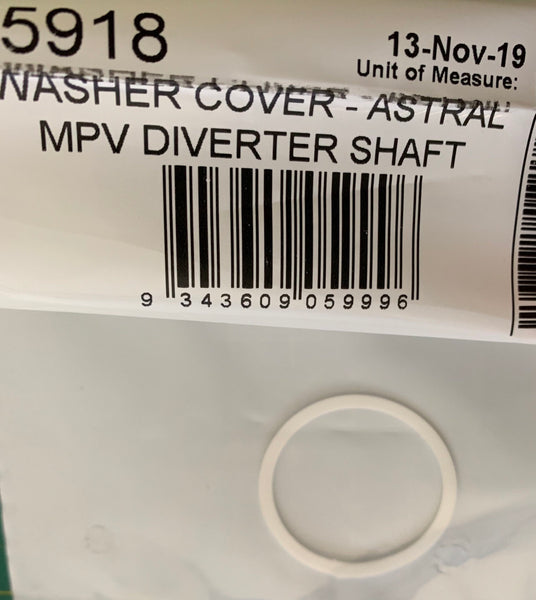 5918
13-Nov-19
Unit of Measure:
WASHER COVER - ASTRAL
MPV DIVERTER SHAFT
9 343609 059996